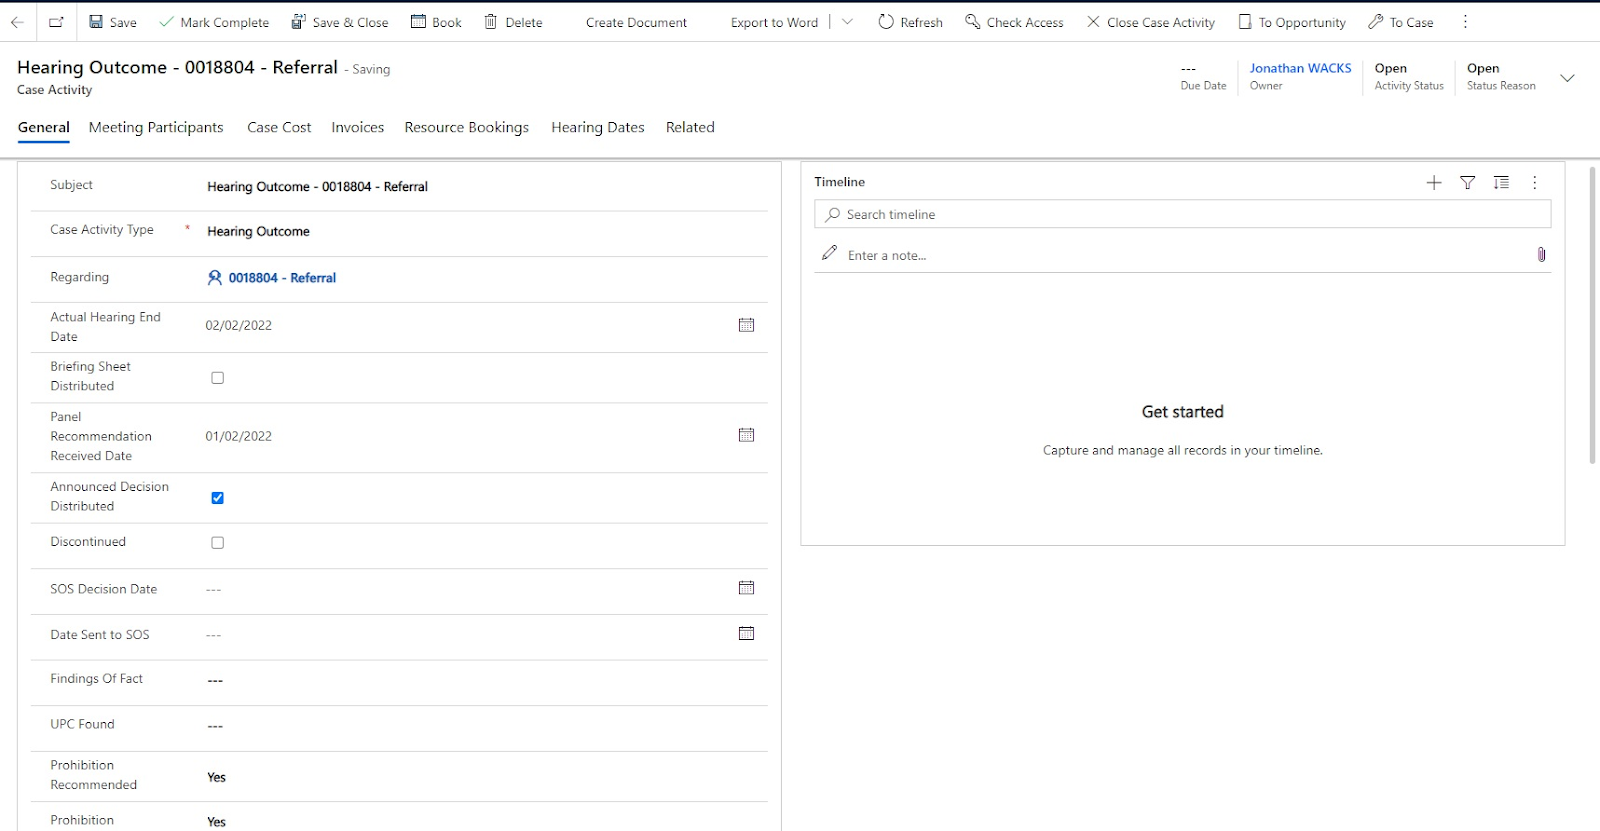 Save Mark Complete Save & Close Book Delete Create Document Export to Word Refresh Check Access Close Case Activity To Opportunity To Case
Hearing Outcome - 0018804 - Referral - Saving
Case Activity
--- Due Date
Jonathan WACKS Owner
Open Activity Status
Open Status Reason
General Meeting Participants Case Cost Invoices Resource Bookings Hearing Dates Related
Subject Hearing Outcome - 0018804 - Referral
Case Activity Type * Hearing Outcome
Regarding 0018804 - Referral
Actual Hearing End
Date
02/02/2022
Briefing Sheet
Distributed
Panel
Recommendation
Received Date
01/02/2022
Announced Decision
Distributed
Discontinued
SOS Decision Date ---
Date Sent to SOS ---
Findings Of Fact ---
UPC Found ---
Prohibition
Recommended
Yes
Prohibition Yes
Timeline
Search timeline
Enter a note...
Get started
Capture and manage all records in your timeline.